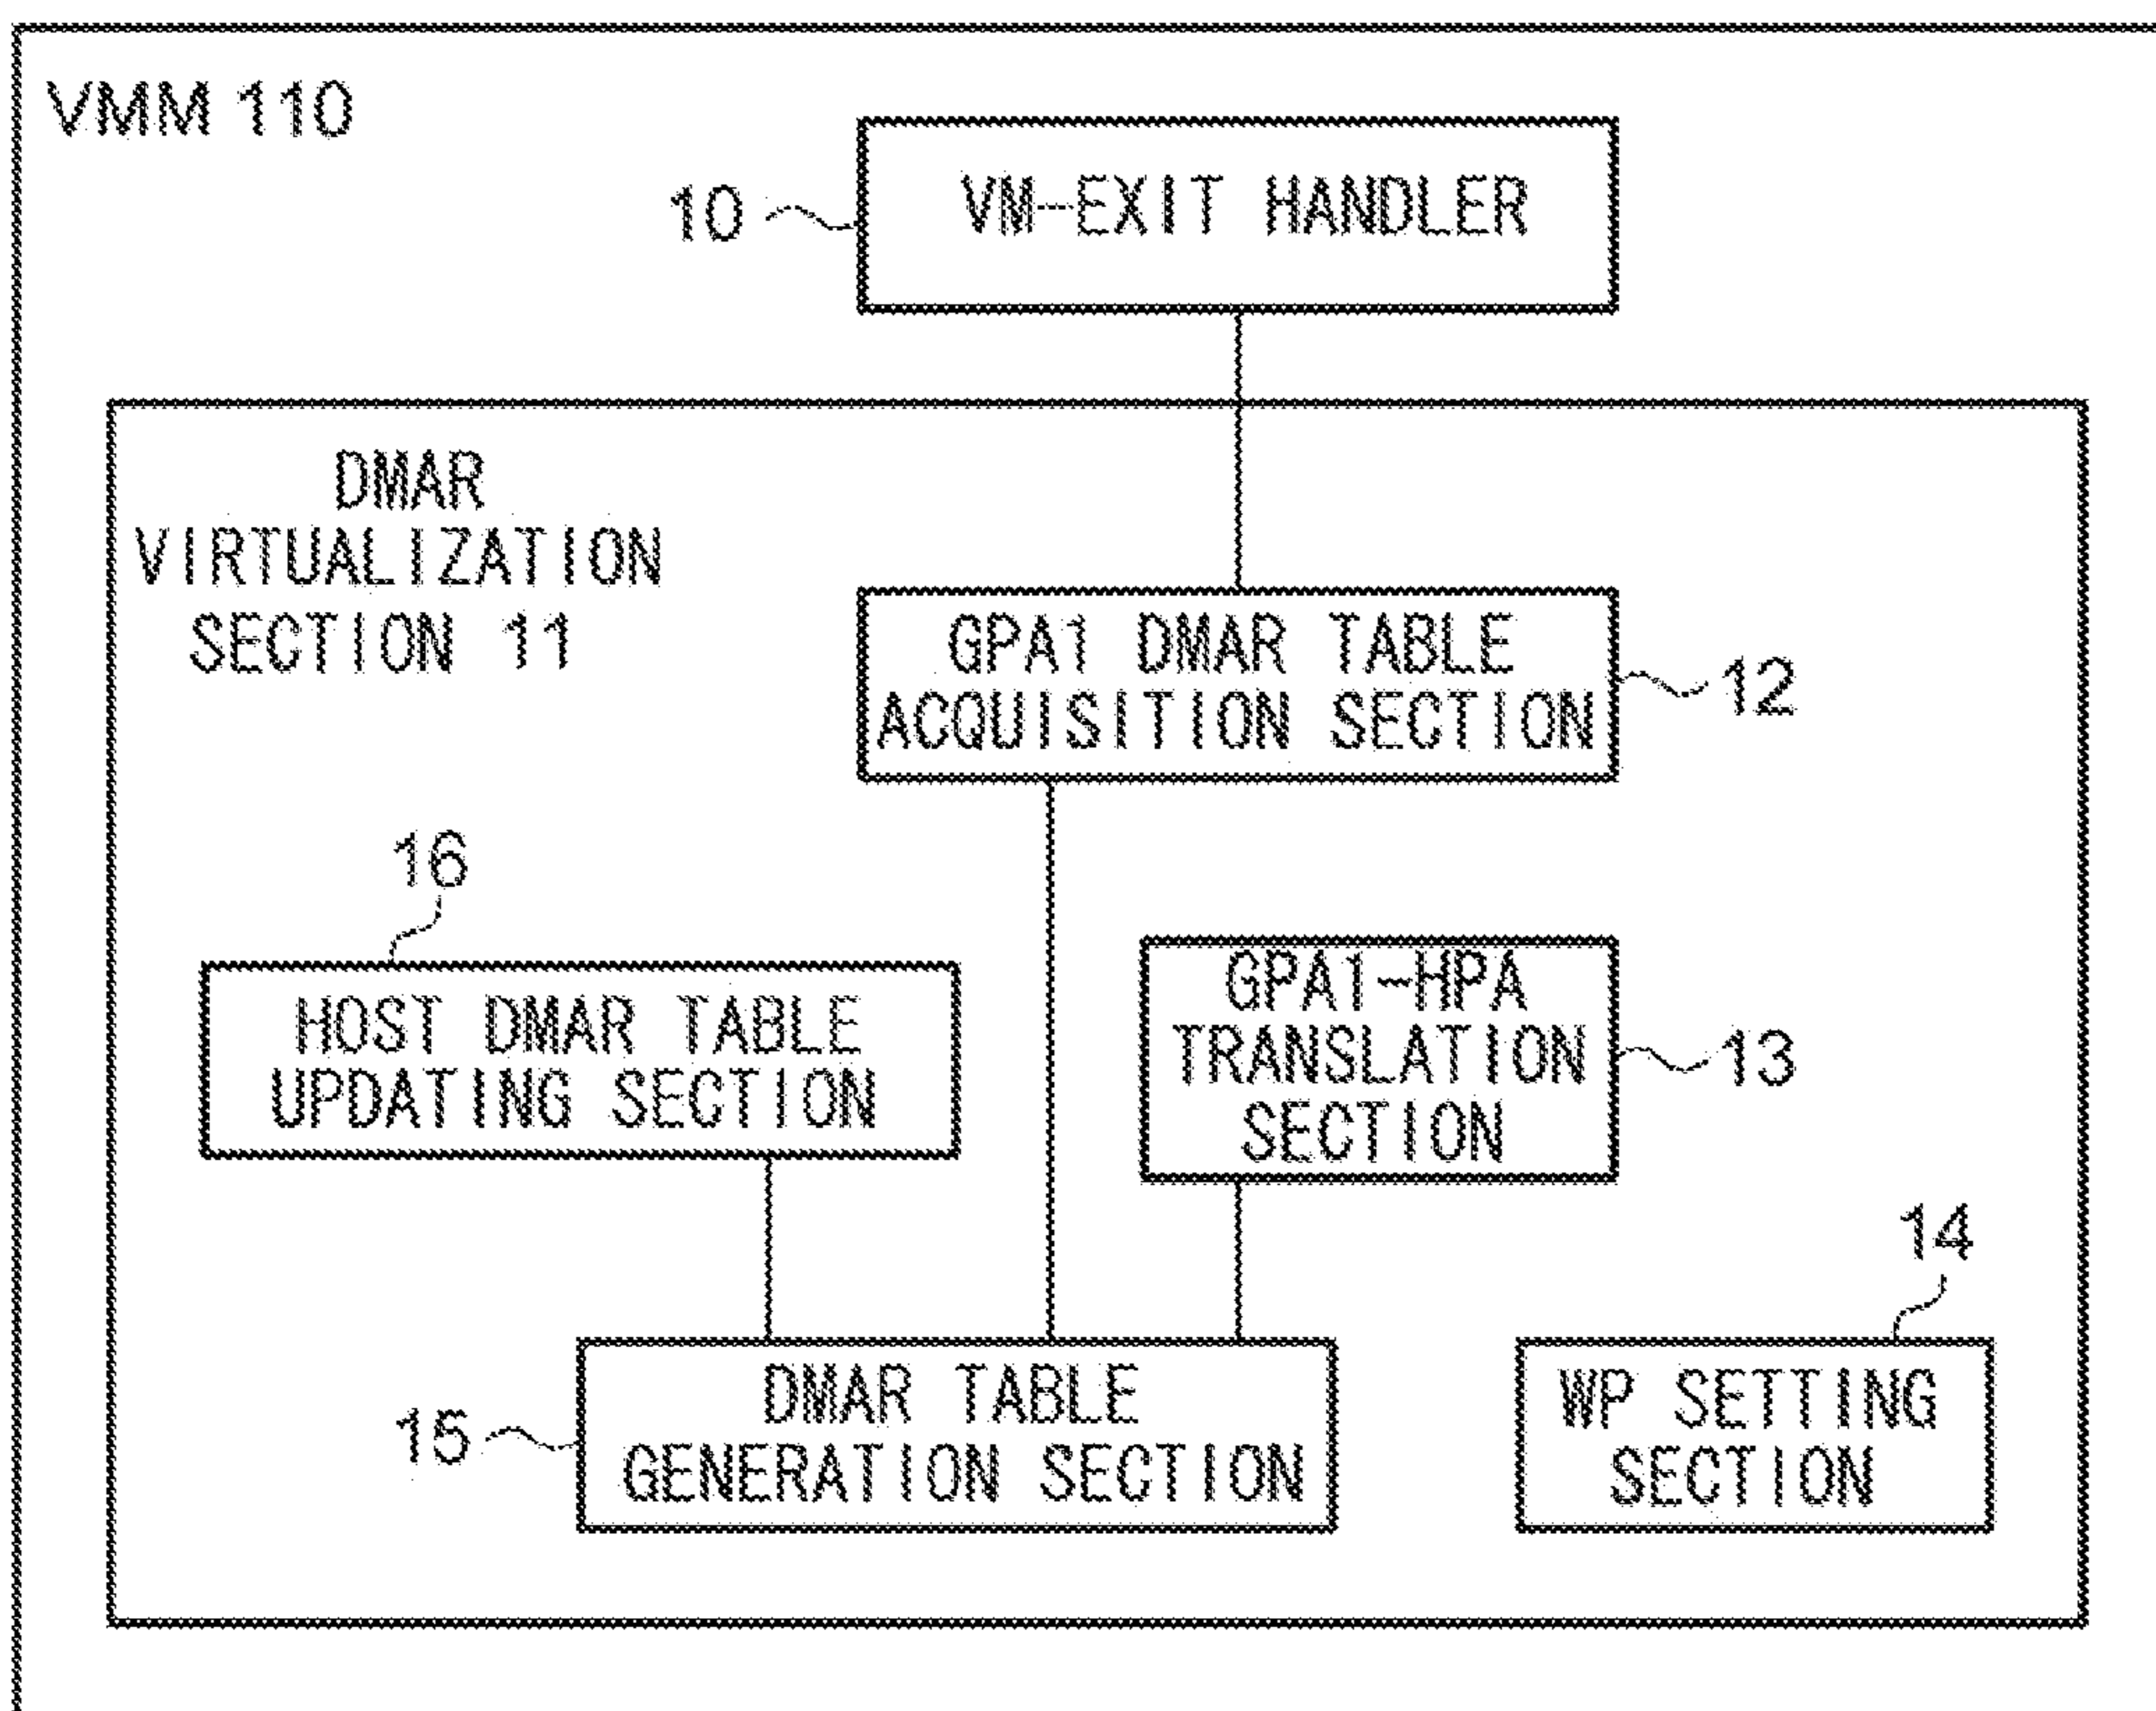 VMM 110
10
VM-EXIT HANDLER
DMAR
VIRTUALIZATION
SECTION 11
GPA1 DMAR TABLE
ACQUISITION SECTION
12
16
HOST DMAR TABLE
UPDATING SECTION
GPA1-HPA
TRANSLATION
SECTION
13
14
15
DMAR TABLE
GENERATION SECTION
WP SETTING
SECTION